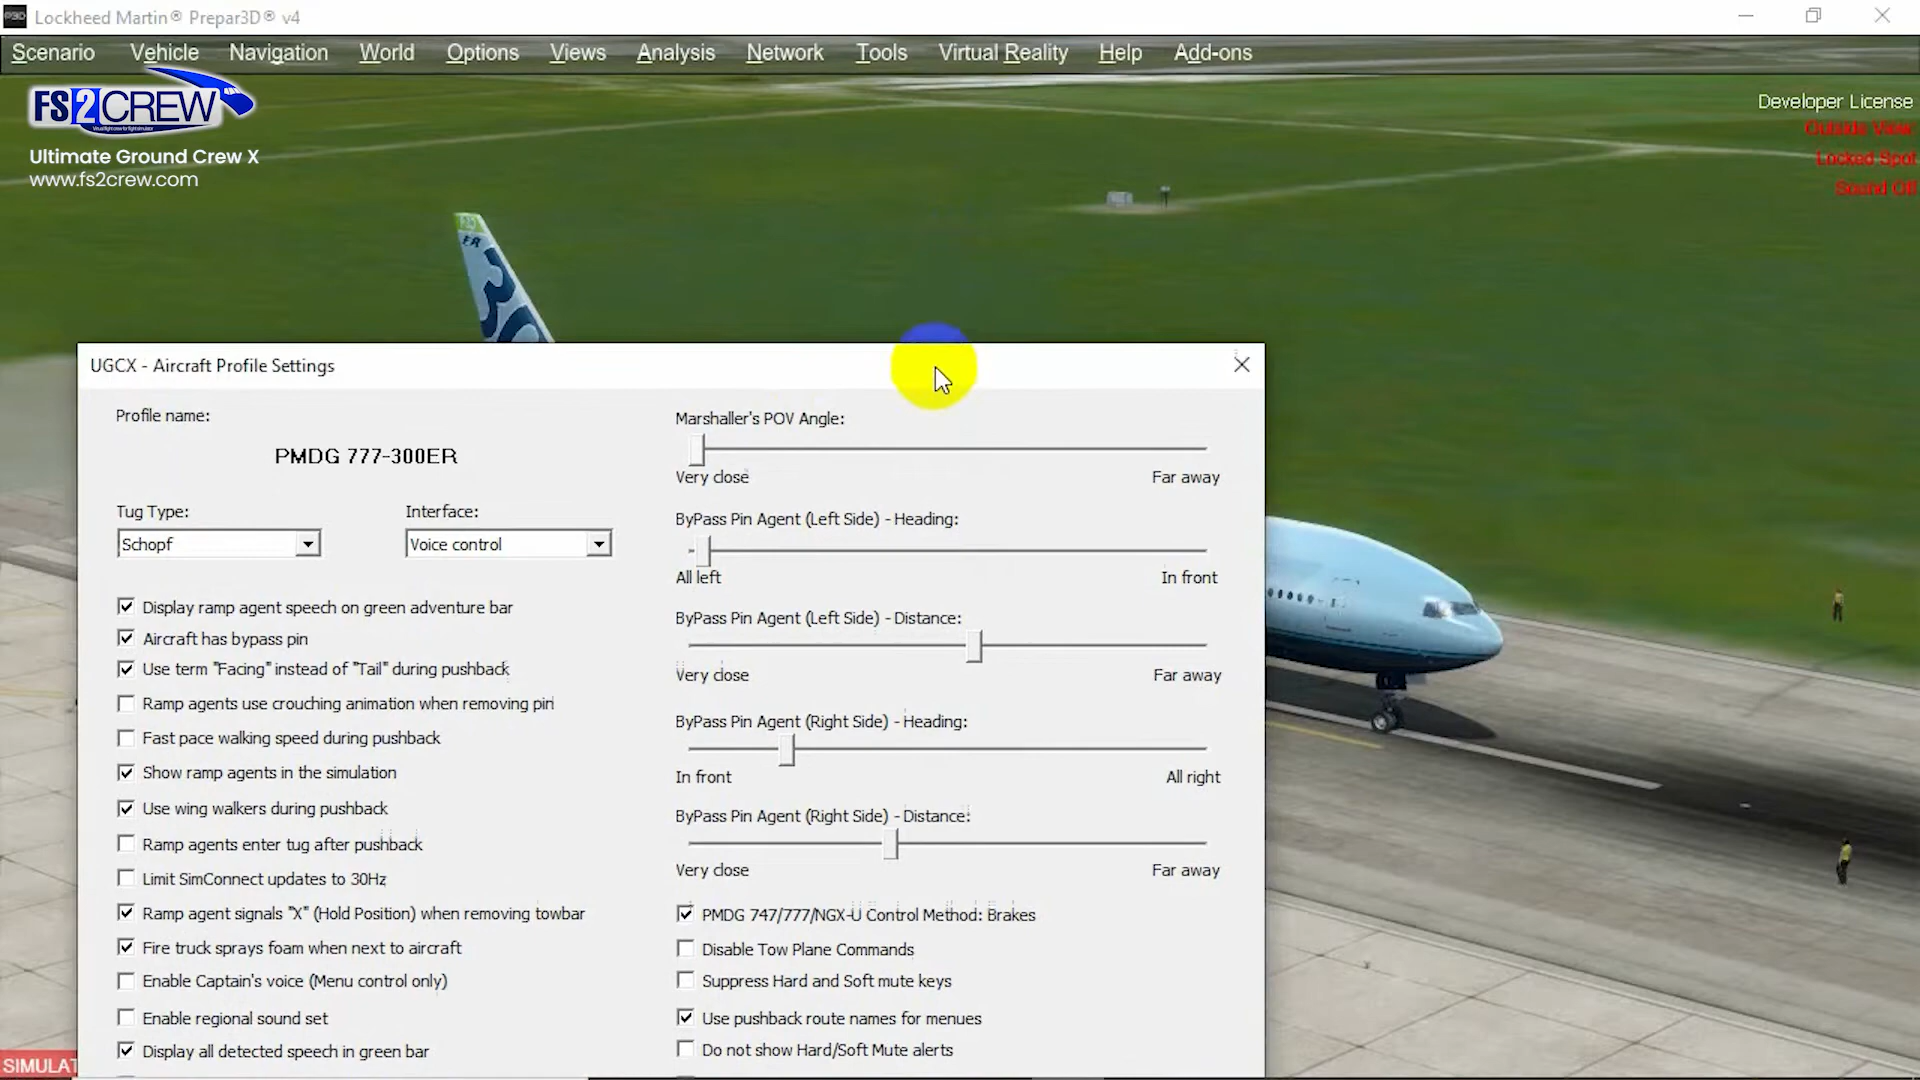 Lockheed Martin® Prepar3D® v4
Scenario Vehicle Navigation World Options Views Analysis Network Tools Virtual Reality Help Add-ons
FS2CREW
Ultimate Ground Crew X
www.fs2crew.com
Developer License
Outside View
Locked Spot
Sound Off
UGCX - Aircraft Profile Settings
Profile name:
PMDG 777-300ER
Tug Type:
Interface:
Schopf
Voice control
Display ramp agent speech on green adventure bar
Aircraft has bypass pin
Use term "Facing" instead of "Tail" during pushback
Ramp agents use crouching animation when removing pin
Fast pace walking speed during pushback
Show ramp agents in the simulation
Use wing walkers during pushback
Ramp agents enter tug after pushback
Limit SimConnect updates to 30Hz
Ramp agent signals "X" (Hold Position) when removing towbar
Fire truck sprays foam when next to aircraft
Enable Captain's voice (Menu control only)
Enable regional sound set
Display all detected speech in green bar
Marshaller's POV Angle:
Very close Far away
ByPass Pin Agent (Left Side) - Heading:
All left In front
ByPass Pin Agent (Left Side) - Distance:
Very close Far away
ByPass Pin Agent (Right Side) - Heading:
In front All right
ByPass Pin Agent (Right Side) - Distance:
Very close Far away
PMDG 747/777/NGX-U Control Method: Brakes
Disable Tow Plane Commands
Suppress Hard and Soft mute keys
Use pushback route names for menues
Do not show Hard/Soft Mute alerts
SIMULAT